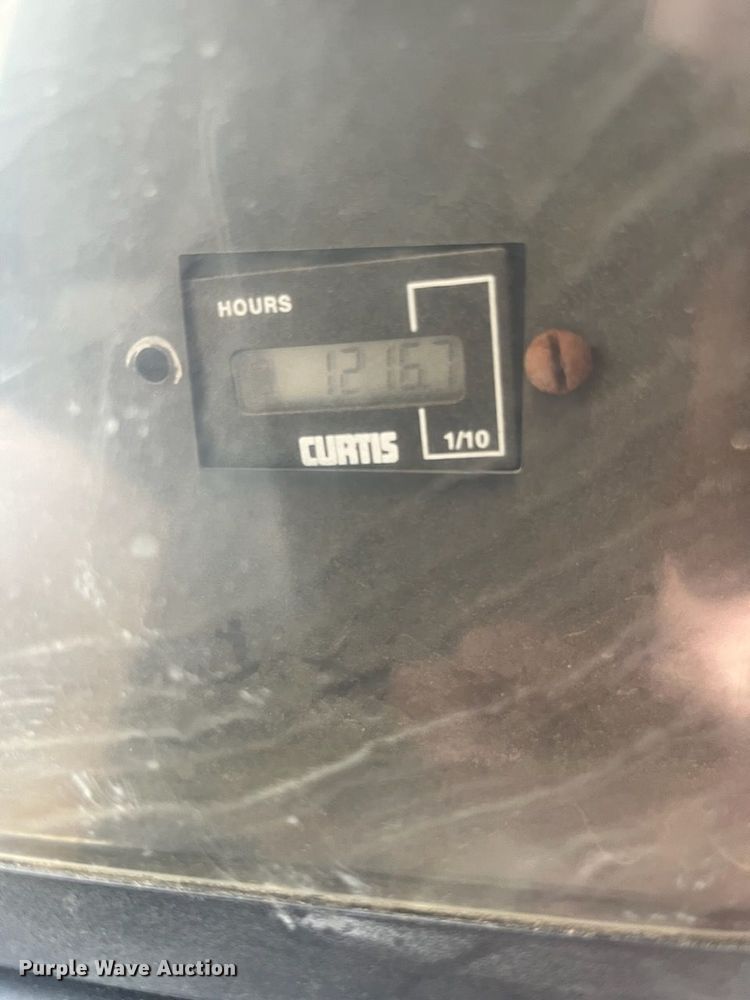 HOURS
1216.7
CURTIS
1/10
Purple Wave Auction